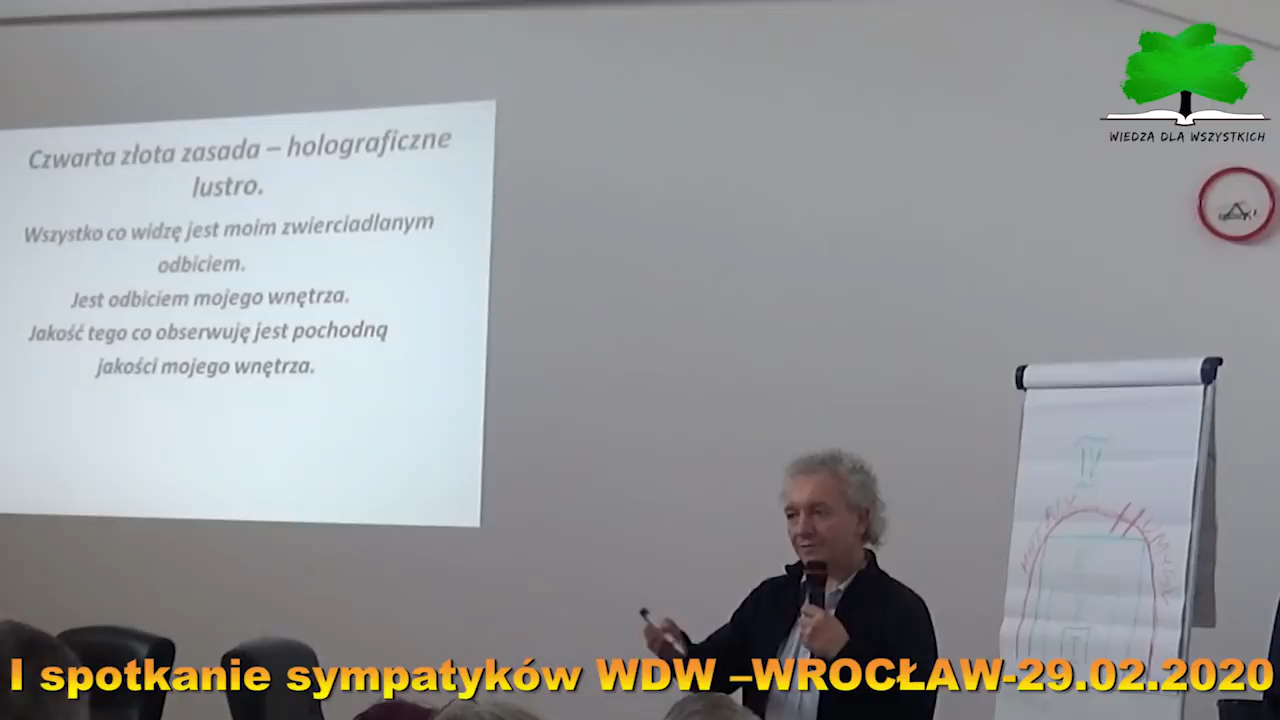 Czwarta złota zasada – holograficzne
lustro.
Wszystko co widzę jest moim zwierciadlanym
odbiciem.
Jest odbiciem mojego wnętrza.
Jakość tego co obserwuję jest pochodną
jakości mojego wnętrza.
WIEDZA DLA WSZYSTKICH
IV
I spotkanie sympatyków WDW –WROCŁAW-29.02.2020